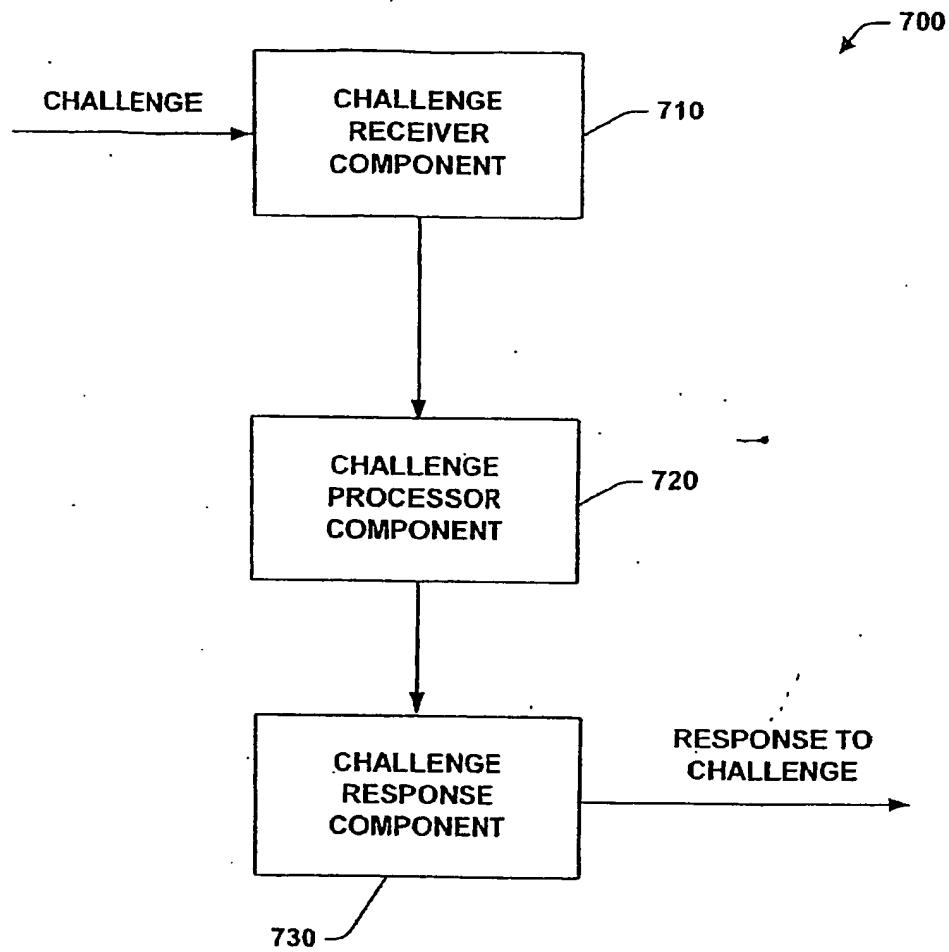 700
CHALLENGE
CHALLENGE
RECEIVER
COMPONENT
710
CHALLENGE
PROCESSOR
COMPONENT
720
CHALLENGE
RESPONSE
COMPONENT
RESPONSE TO
CHALLENGE
730